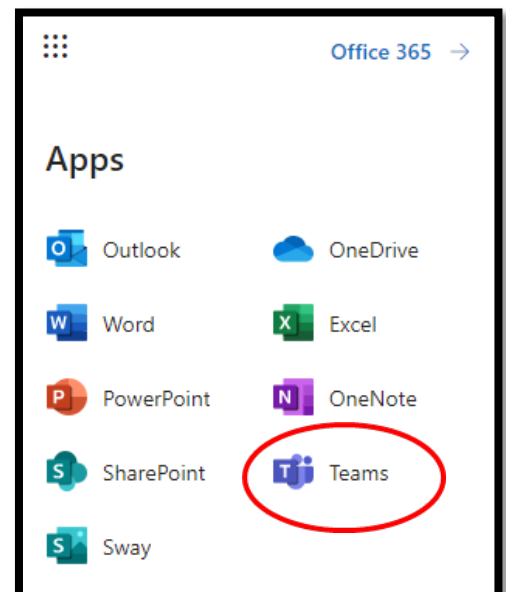 Office 365 →
Apps
Outlook OneDrive
Word Excel
PowerPoint OneNote
SharePoint Teams
Sway